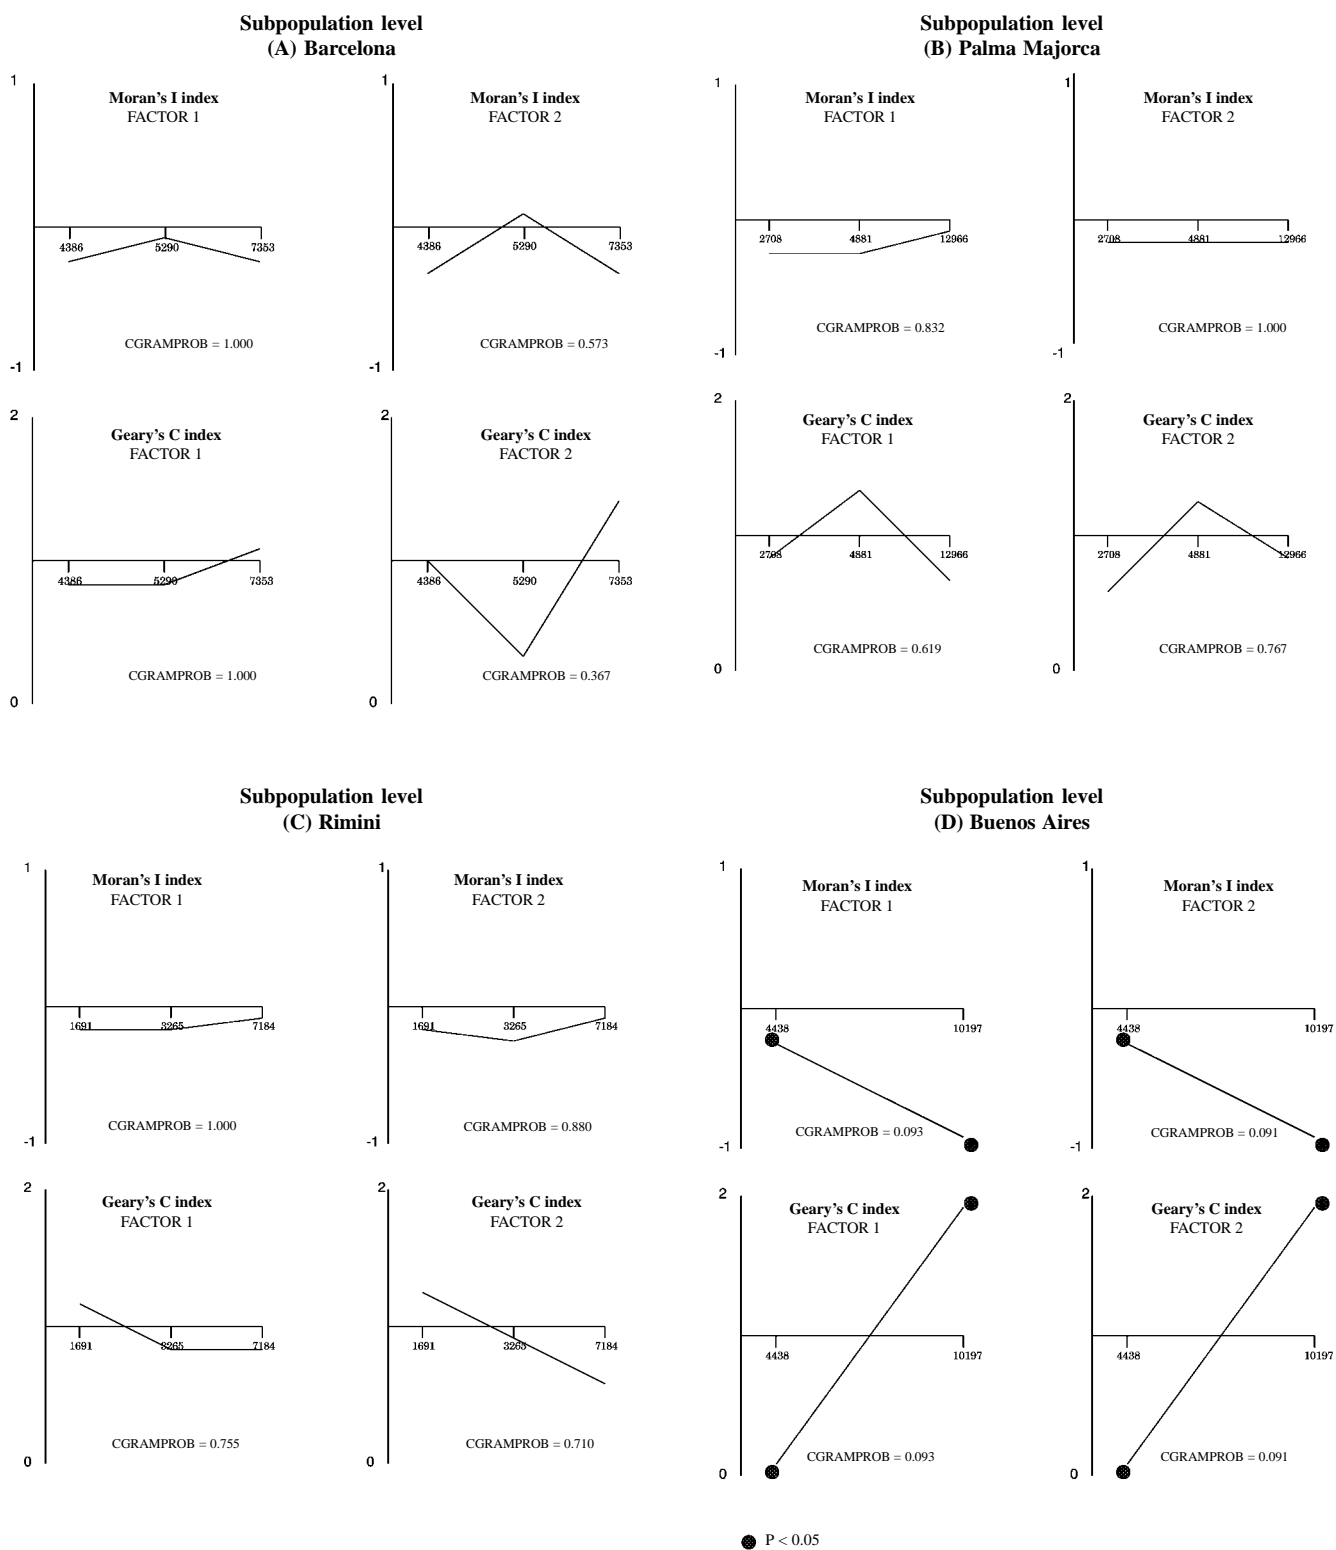 Subpopulation level
(A) Barcelona
1
Moran's I index
FACTOR 1
4386
5290
7353
CGRAMPROB = 1.000
-1
1
Moran's I index
FACTOR 2
4386
5290
7353
CGRAMPROB = 0.573
-1
2
Geary's C index
FACTOR 1
4386
5290
7353
CGRAMPROB = 1.000
0
2
Geary's C index
FACTOR 2
4386
5290
7353
CGRAMPROB = 0.367
0
Subpopulation level
(B) Palma Majorca
1
Moran's I index
FACTOR 1
2708
4881
12966
CGRAMPROB = 0.832
-1
1
Moran's I index
FACTOR 2
2708
4881
12966
CGRAMPROB = 1.000
-1
2
Geary's C index
FACTOR 1
2708
4881
12966
CGRAMPROB = 0.619
0
2
Geary's C index
FACTOR 2
2708
4881
12966
CGRAMPROB = 0.767
0
Subpopulation level
(C) Rimini
1
Moran's I index
FACTOR 1
1691
3265
7184
CGRAMPROB = 1.000
-1
1
Moran's I index
FACTOR 2
1691
3265
7184
CGRAMPROB = 0.880
-1
2
Geary's C index
FACTOR 1
1691
3265
7184
CGRAMPROB = 0.755
0
2
Geary's C index
FACTOR 2
1691
3265
7184
CGRAMPROB = 0.710
0
Subpopulation level
(D) Buenos Aires
1
Moran's I index
FACTOR 1
4438
10197
CGRAMPROB = 0.093
-1
1
Moran's I index
FACTOR 2
4438
10197
CGRAMPROB = 0.091
-1
2
Geary's C index
FACTOR 1
4438
10197
CGRAMPROB = 0.093
0
2
Geary's C index
FACTOR 2
4438
10197
CGRAMPROB = 0.091
0
P < 0.05